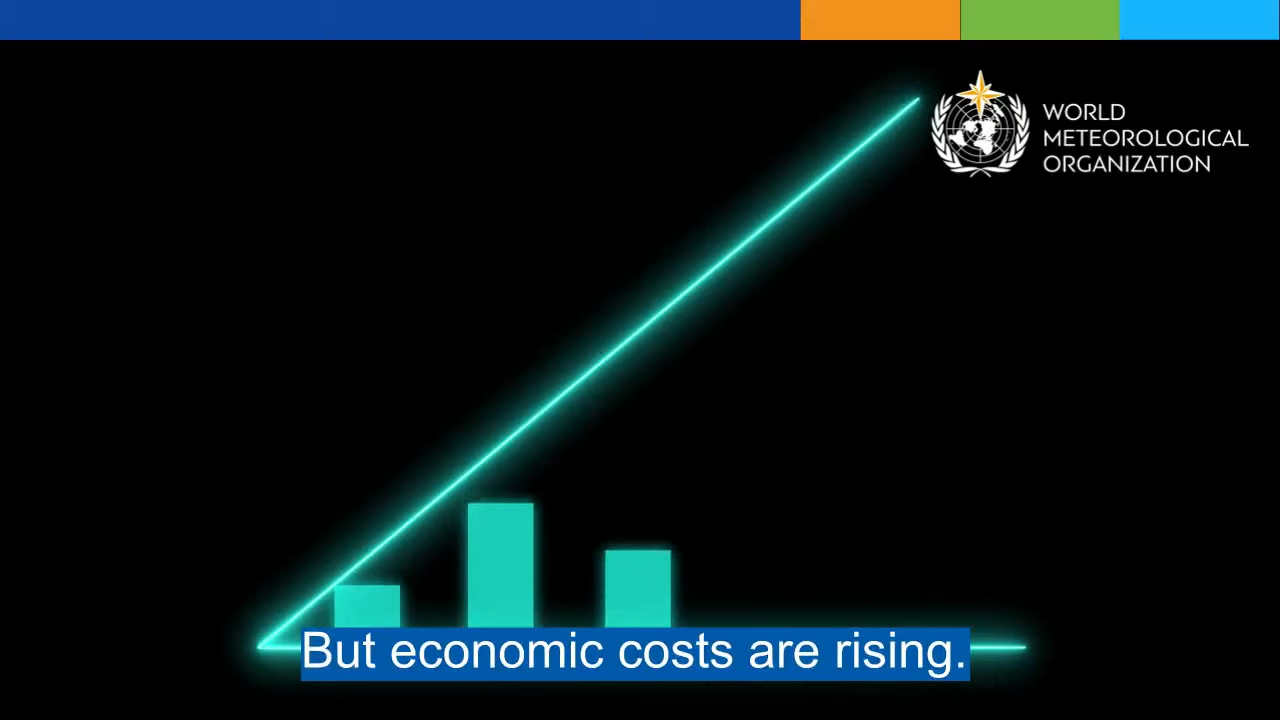 WORLD
METEOROLOGICAL
ORGANIZATION
But economic costs are rising.